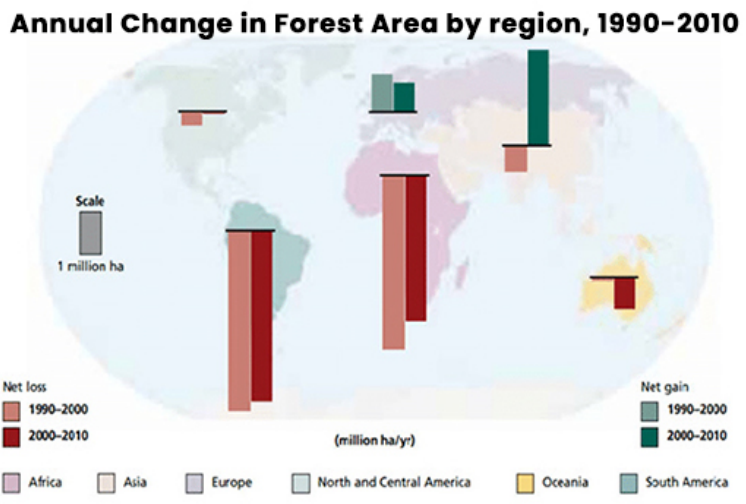 Annual Change in Forest Area by region, 1990-2010
Scale
1 million ha
Net loss
1990–2000
2000–2010
Net gain
1990–2000
2000–2010
(million ha/yr)
Africa
Asia
Europe
North and Central America
Oceania
South America